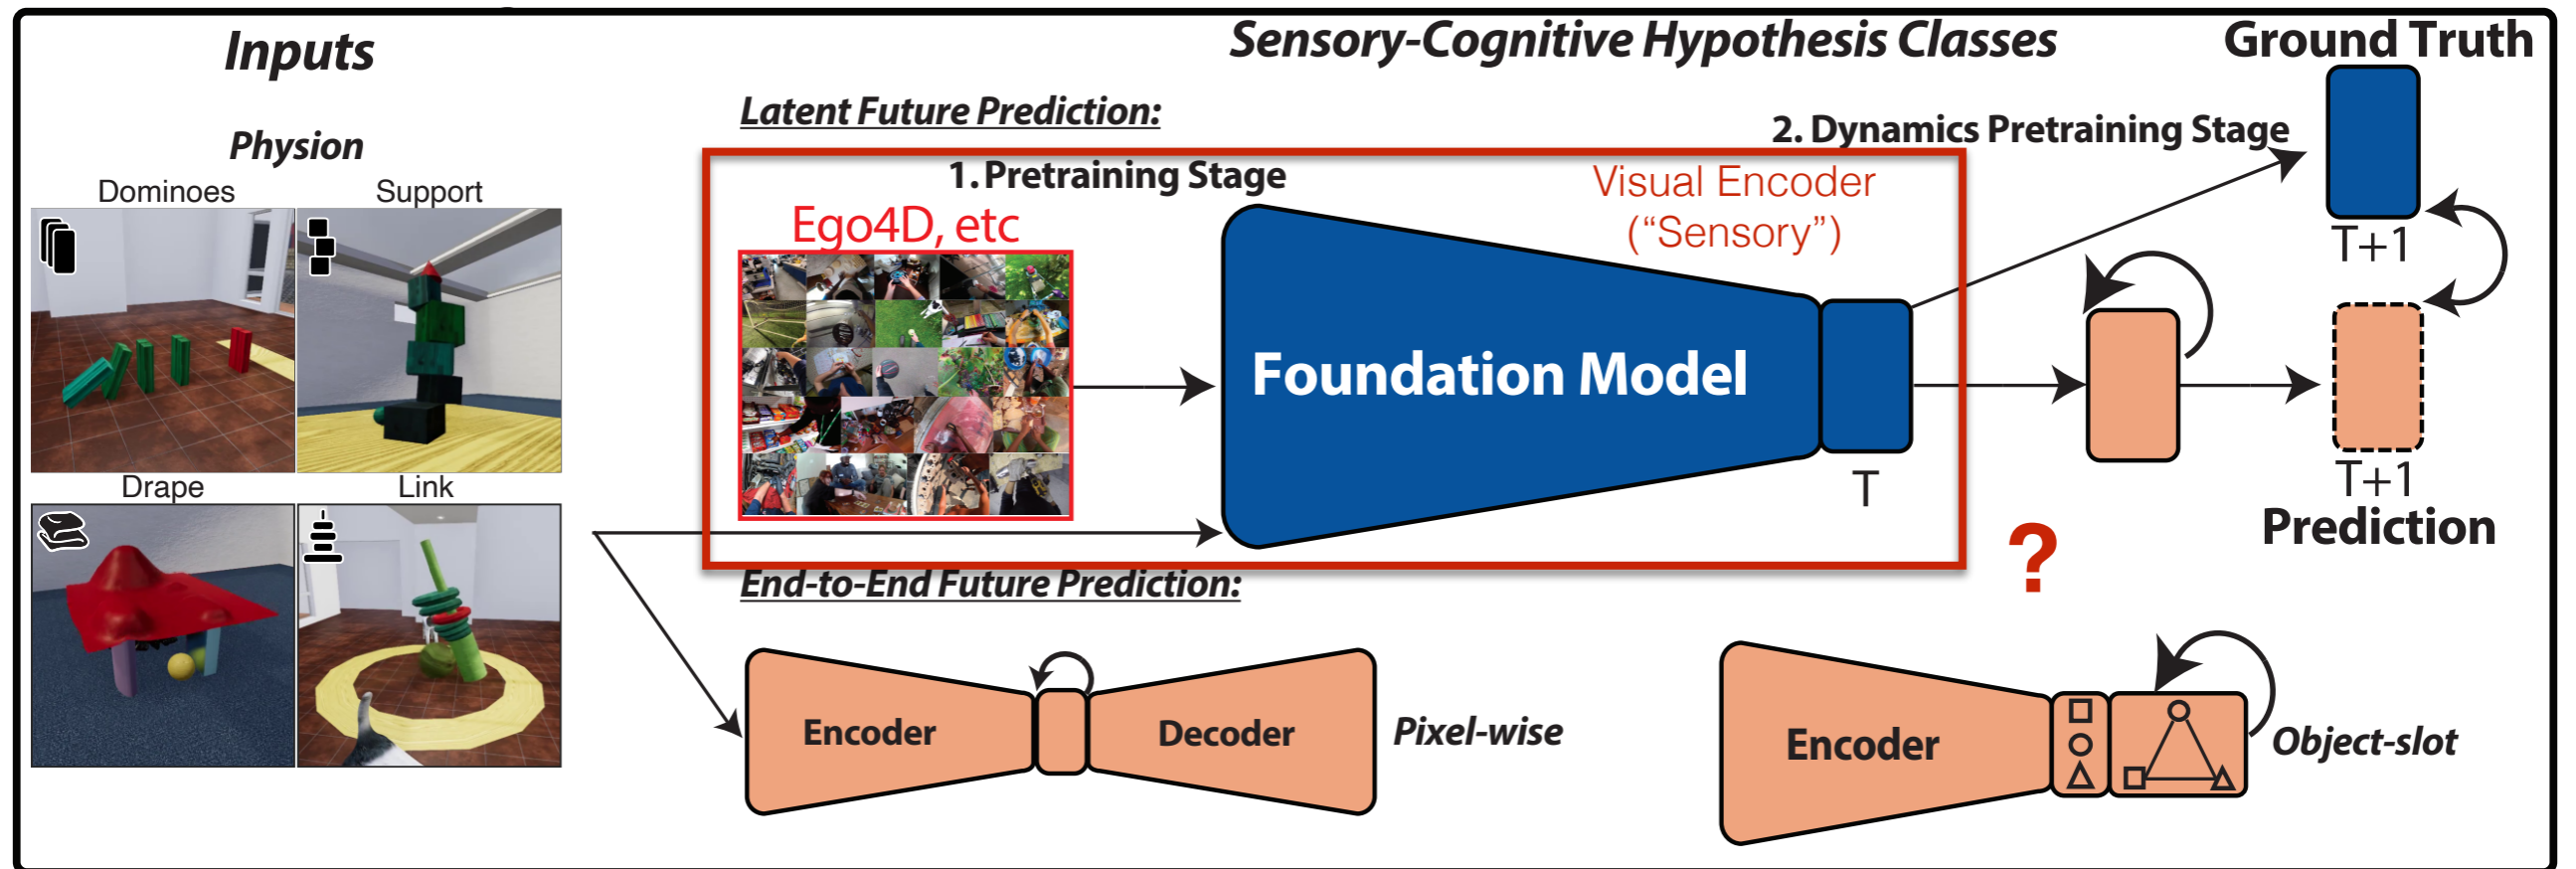 Inputs
Sensory-Cognitive Hypothesis Classes
Ground Truth
Physion
Dominoes
Support
Drape
Link
Latent Future Prediction:
1. Pretraining Stage
2. Dynamics Pretraining Stage
Ego4D, etc
Visual Encoder
(“Sensory”)
Foundation Model
T
T+1
T+1
Prediction
?
End-to-End Future Prediction:
Encoder
Decoder
Pixel-wise
Encoder
Object-slot